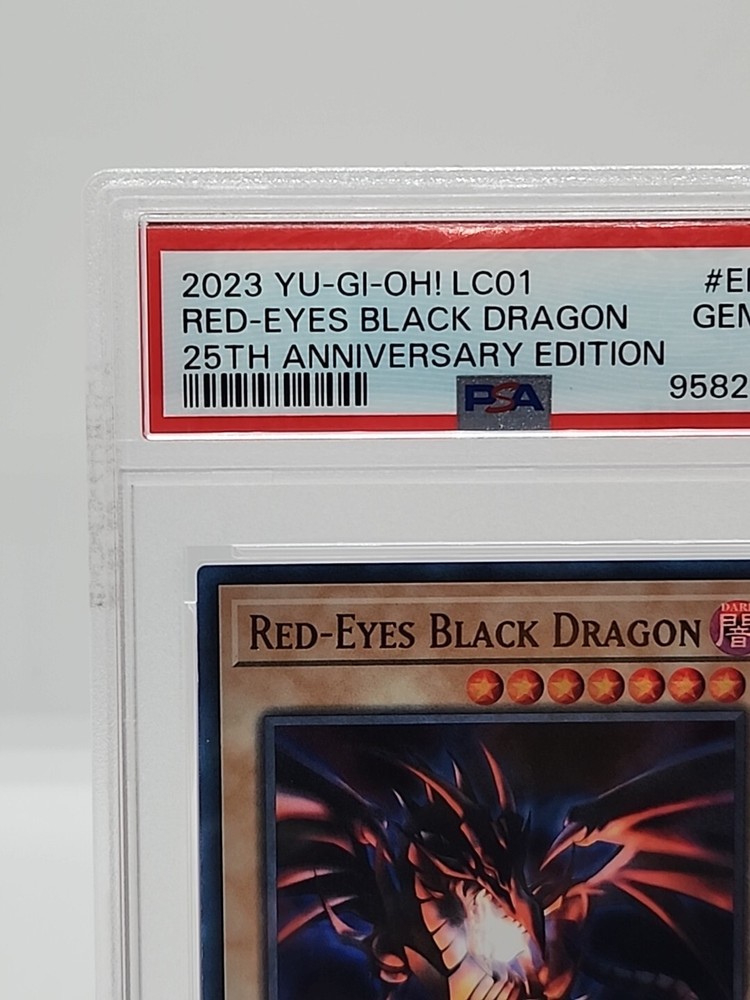 2023 YU-GI-OH! LC01 #E
RED-EYES BLACK DRAGON GEM
25TH ANNIVERSARY EDITION
PSA 9582
RED-EYES BLACK DRAGON
DARK
闇